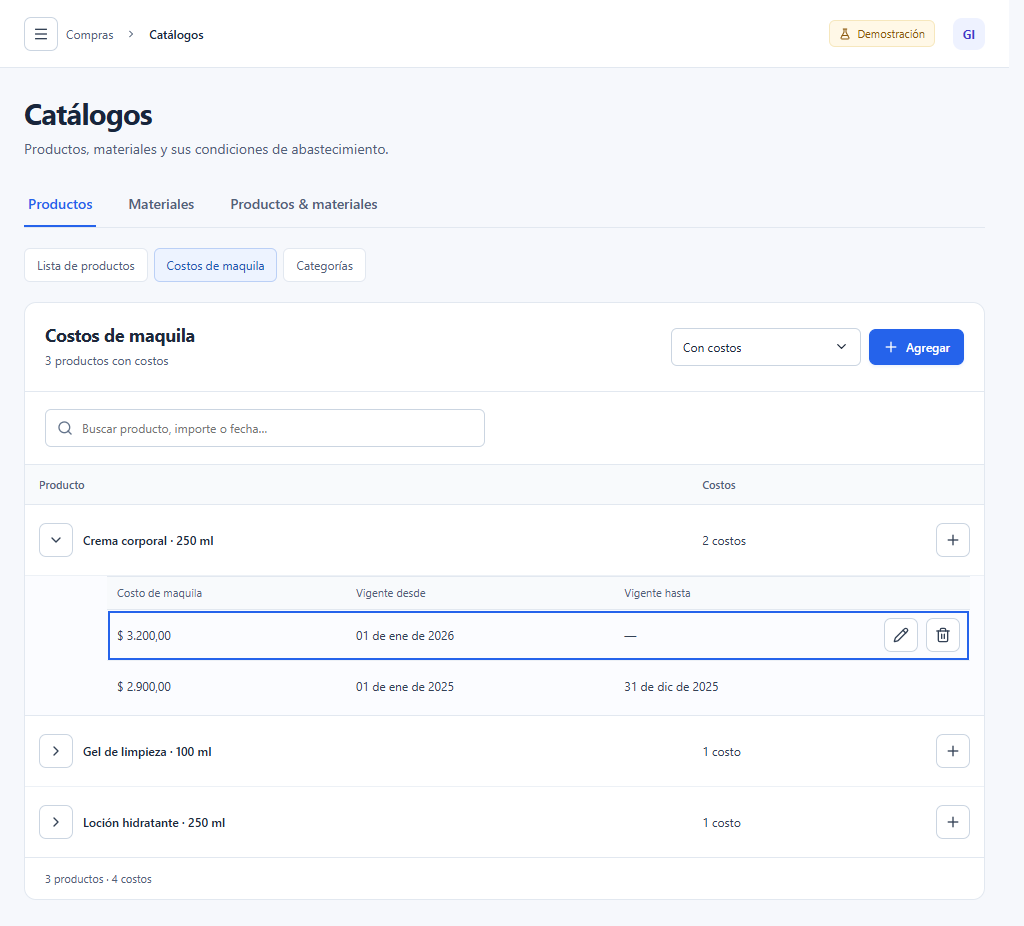 Compras > Catálogos
Demostración
GI
Catálogos
Productos, materiales y sus condiciones de abastecimiento.
Productos Materiales Productos & materiales
Lista de productos Costos de maquila Categorías
Costos de maquila
3 productos con costos
Con costos
Agregar
Buscar producto, importe o fecha...
Producto Costos
Crema corporal · 250 ml 2 costos
Costo de maquila Vigente desde Vigente hasta
$ 3.200,00 01 de ene de 2026 —
$ 2.900,00 01 de ene de 2025 31 de dic de 2025
Gel de limpieza · 100 ml 1 costo
Loción hidratante · 250 ml 1 costo
3 productos · 4 costos